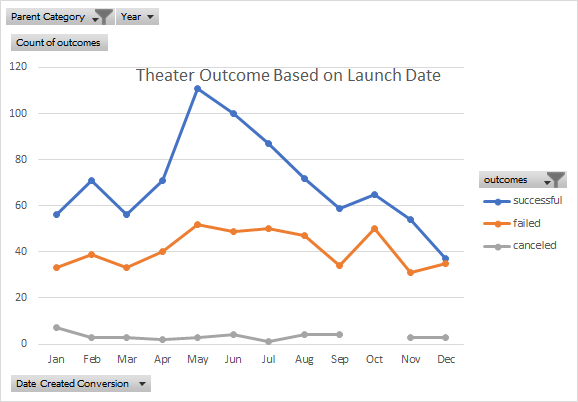 Parent Category Year
Count of outcomes
Theater Outcome Based on Launch Date
120
100
80
60
40
20
0
Jan Feb Mar Apr May Jun Jul Aug Sep Oct Nov Dec
outcomes
successful
failed
canceled
Date Created Conversion